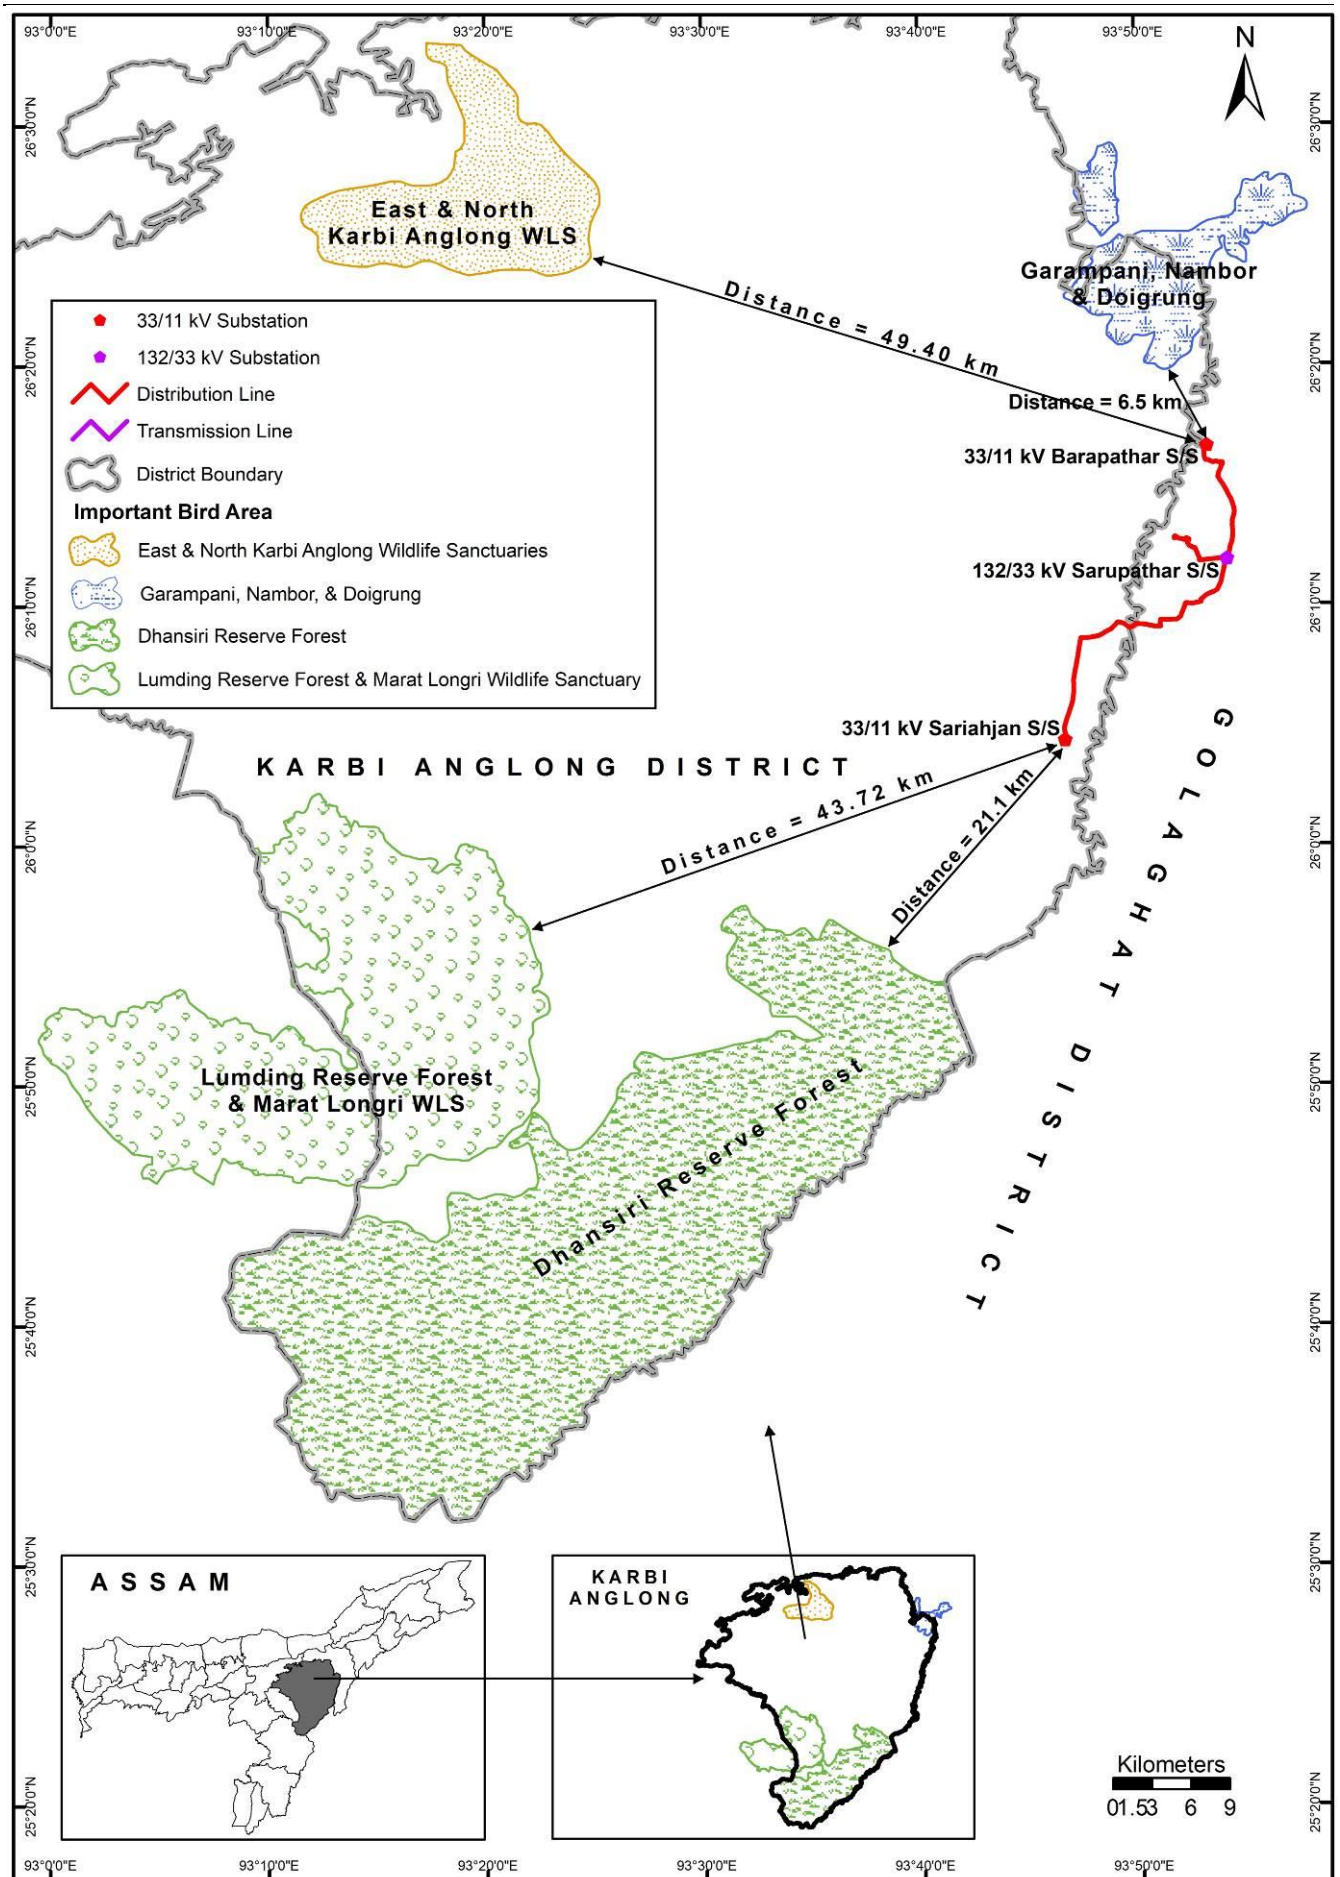 93°0'0"E 93°10'0"E 93°20'0"E 93°30'0"E 93°40'0"E 93°50'0"E
N
26°30'0"N 26°30'0"N
East & North
Karbi Anglong WLS
Garampani, Nambor
& Doigrung
Distance = 49.40 km
33/11 kV Substation
132/33 kV Substation
Distribution Line
Transmission Line
District Boundary
Important Bird Area
East & North Karbi Anglong Wildlife Sanctuaries
Garampani, Nambor, & Doigrung
Dhansiri Reserve Forest
Lumding Reserve Forest & Marat Longri Wildlife Sanctuary
26°20'0"N 26°20'0"N
Distance = 6.5 km
33/11 kV Barapathar S/S
132/33 kV Sarupathar S/S
26°10'0"N 26°10'0"N
33/11 kV Sariahjan S/S
KARBI ANGLONG DISTRICT
GOLAGHAT DISTRICT
Distance = 43.72 km
Distance = 21.1 km
26°0'0"N 26°0'0"N
Lumding Reserve Forest
& Marat Longri WLS
25°50'0"N 25°50'0"N
Dhansiri Reserve Forest
25°40'0"N 25°40'0"N
25°30'0"N 25°30'0"N
ASSAM
KARBI
ANGLONG
Kilometers
01.53 6 9
25°20'0"N 25°20'0"N
93°0'0"E 93°10'0"E 93°20'0"E 93°30'0"E 93°40'0"E 93°50'0"E